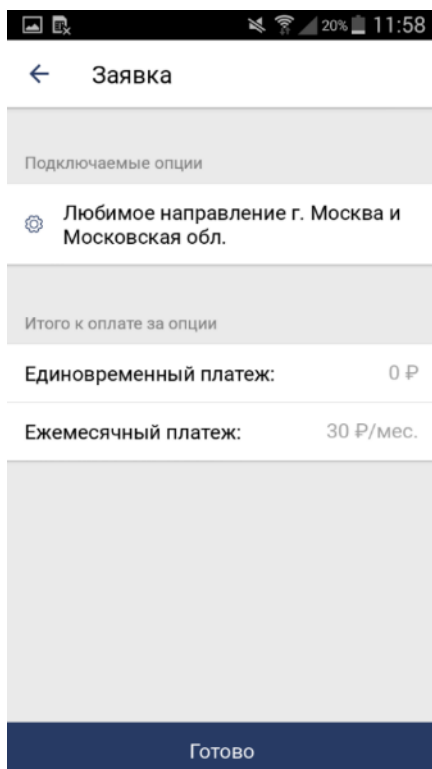 20% 11:58
Заявка
Подключаемые опции
Любимое направление г. Москва и
Московская обл.
Итого к оплате за опции
Единовременный платеж: 0 ₽
Ежемесячный платеж: 30 ₽/мес.
Готово